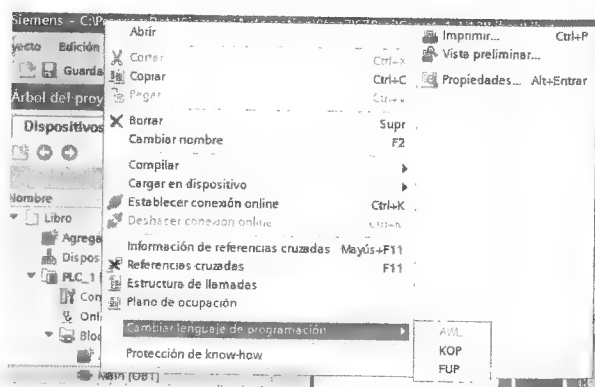 Siemens - C:\P
yecto Edición
Guarda
Árbol del proy
Dispositivos
Nombre
Libro
Agrega
Dispos
PLC_1
Con
Onl
Bloc
Main [OB1]
Abrir
Cortar Ctrl+X
Copiar Ctrl+C
Pegar
Borrar Supr
Cambiar nombre F2
Compilar
Cargar en dispositivo
Establecer conexión online Ctrl+K
Deshacer conexión online
Información de referencias cruzadas Mayús+F11
Referencias cruzadas F11
Estructura de llamadas
Plano de ocupación
Cambiar lenguaje de programación
Protección de know-how
Imprimir... Ctrl+P
Vista preliminar...
Propiedades... Alt+Entrar
AWL
KOP
FUP